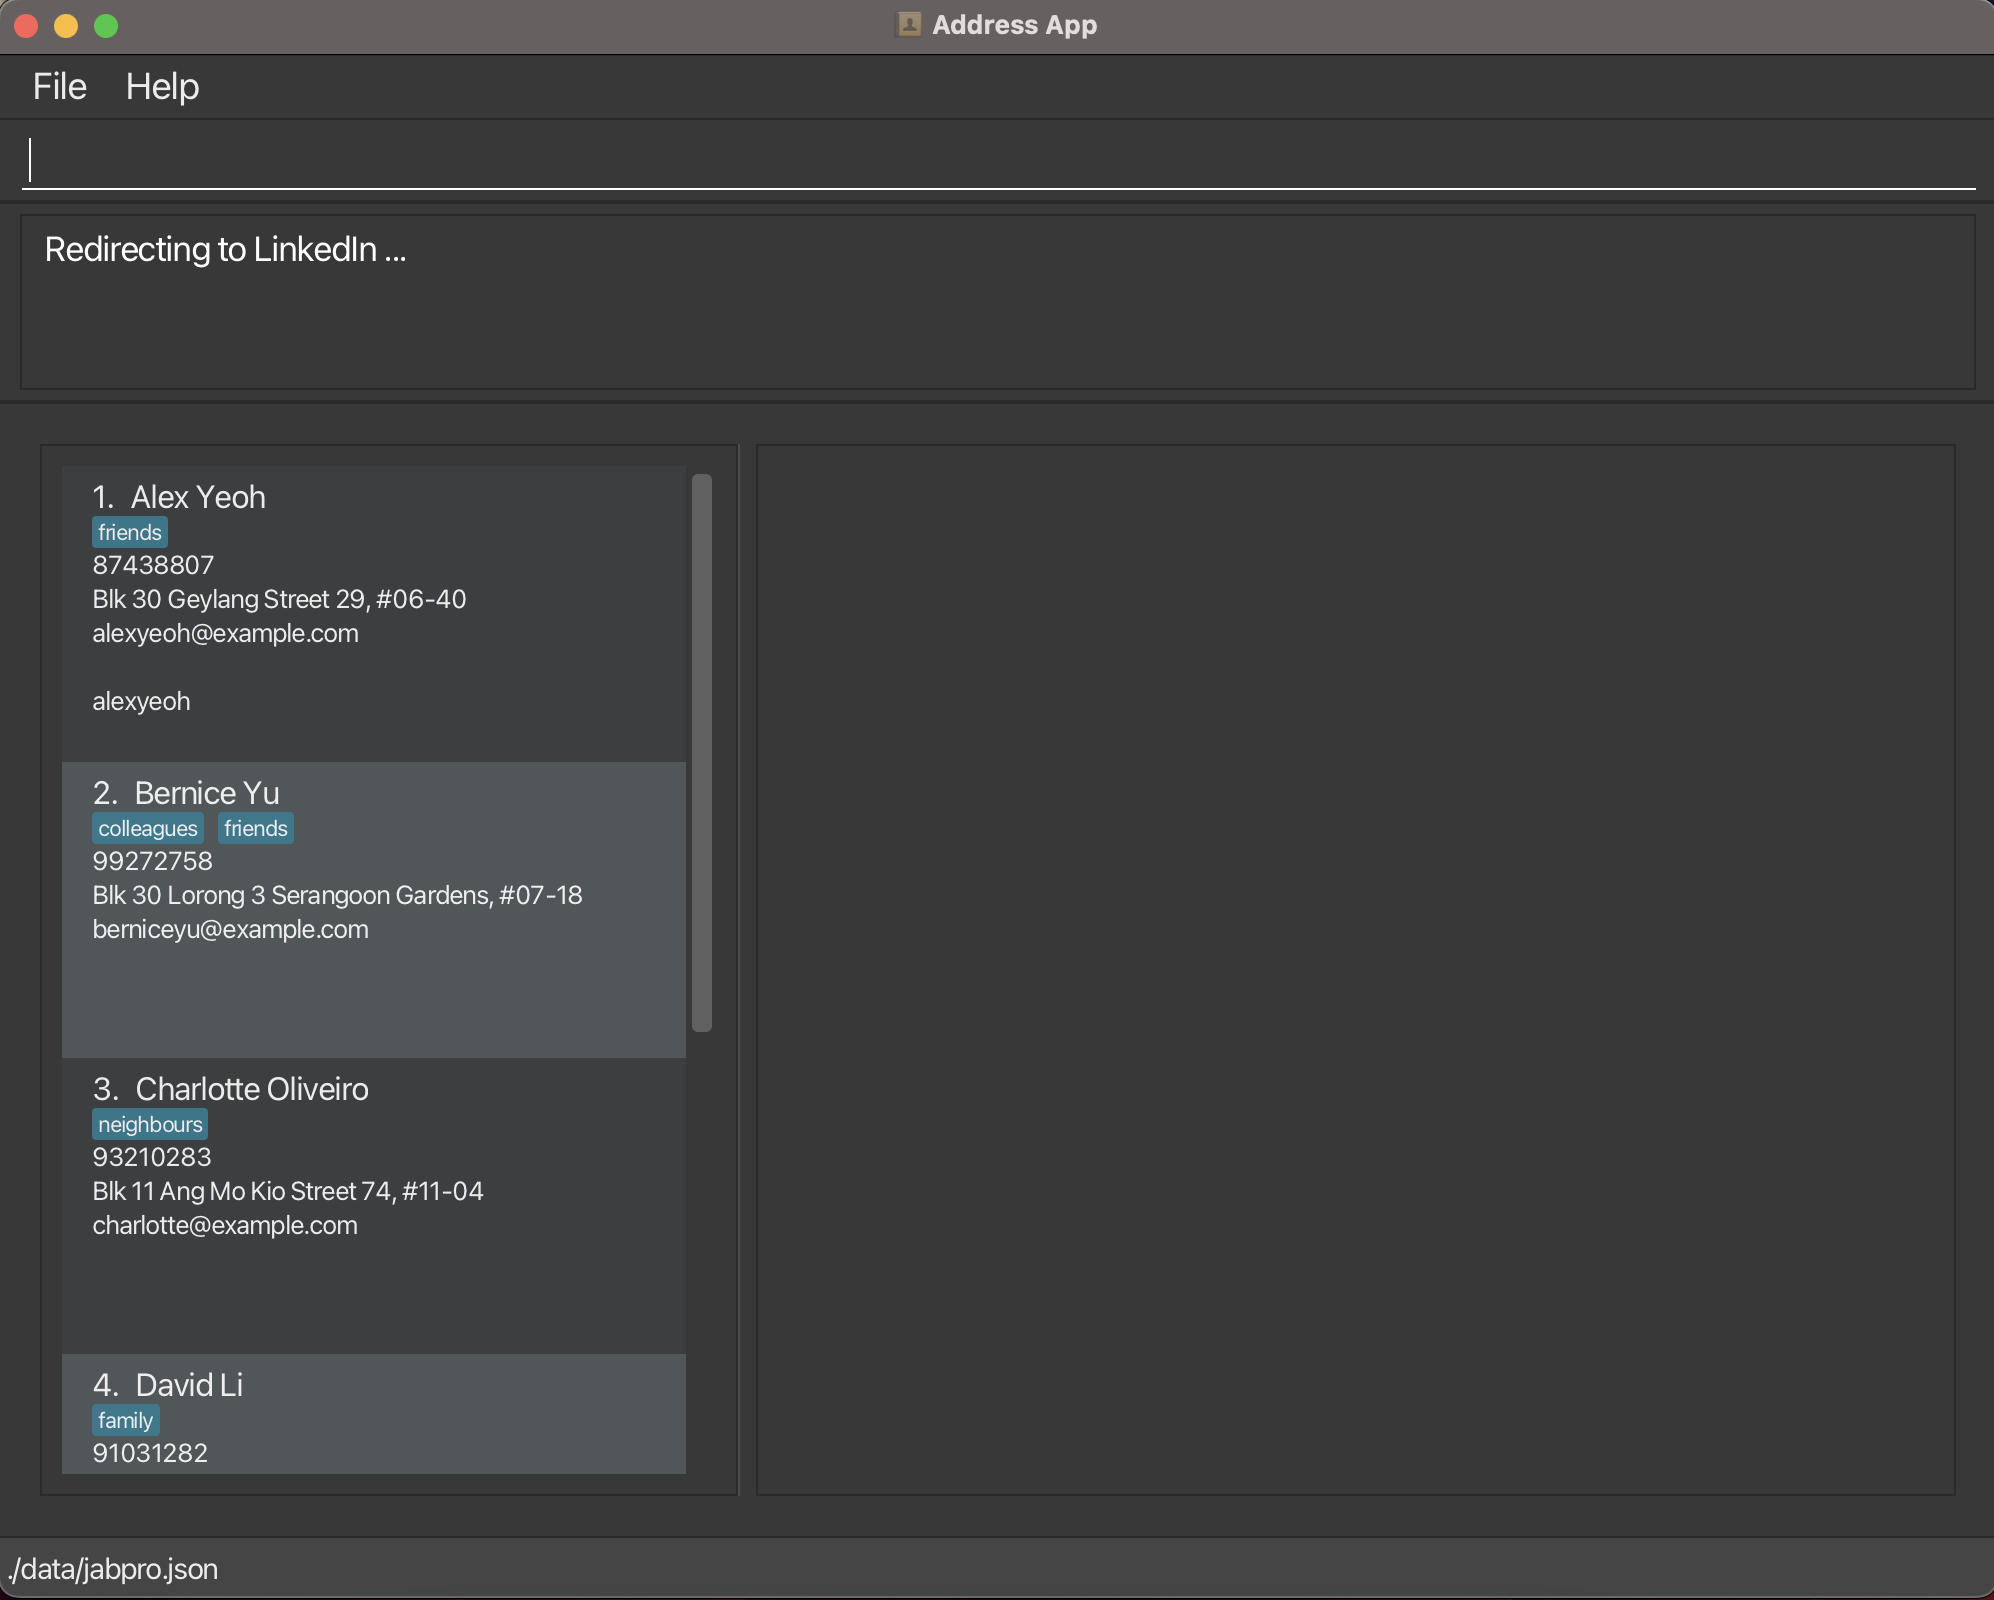 Address App
File Help
Redirecting to LinkedIn ...
1. Alex Yeoh
friends
87438807
Blk 30 Geylang Street 29, #06-40
alexyeoh@example.com
alexyeoh
2. Bernice Yu
colleagues friends
99272758
Blk 30 Lorong 3 Serangoon Gardens, #07-18
berniceyu@example.com
3. Charlotte Oliveiro
neighbours
93210283
Blk 11 Ang Mo Kio Street 74, #11-04
charlotte@example.com
4. David Li
family
91031282
./data/jabpro.json